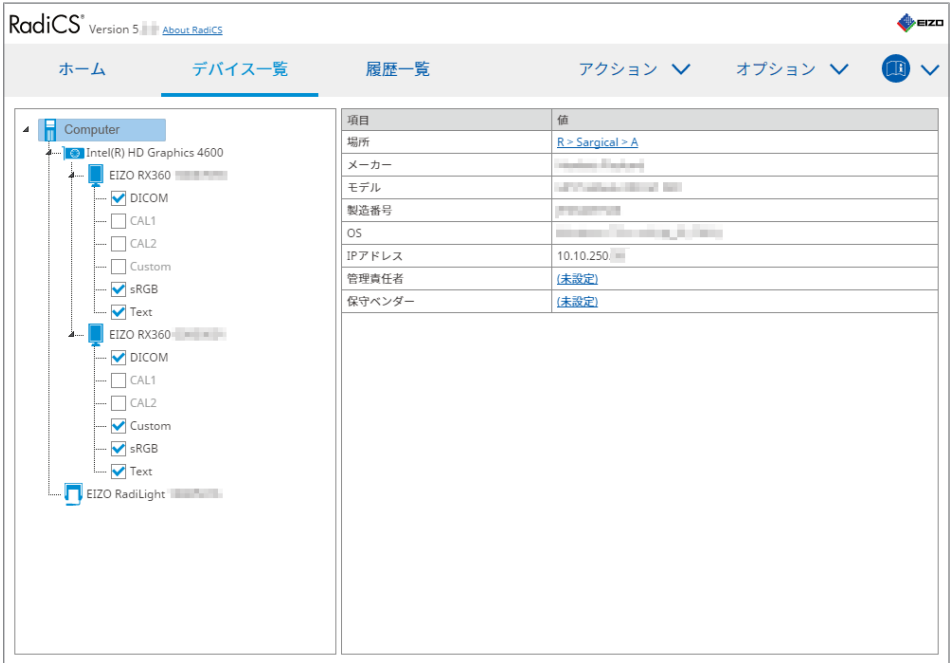 RadiCS® Version 5. About RadiCS
EIZO
ホーム デバイス一覧 履歴一覧 アクション オプション
Computer
Intel(R) HD Graphics 4600
EIZO RX360
DICOM
CAL1
CAL2
Custom
sRGB
Text
EIZO RX360
DICOM
CAL1
CAL2
Custom
sRGB
Text
EIZO RadiLight
項目 値
場所 R > Sargical > A
メーカー
モデル
製造番号
OS
IPアドレス 10.10.250.
管理責任者 (未設定)
保守ベンダー (未設定)